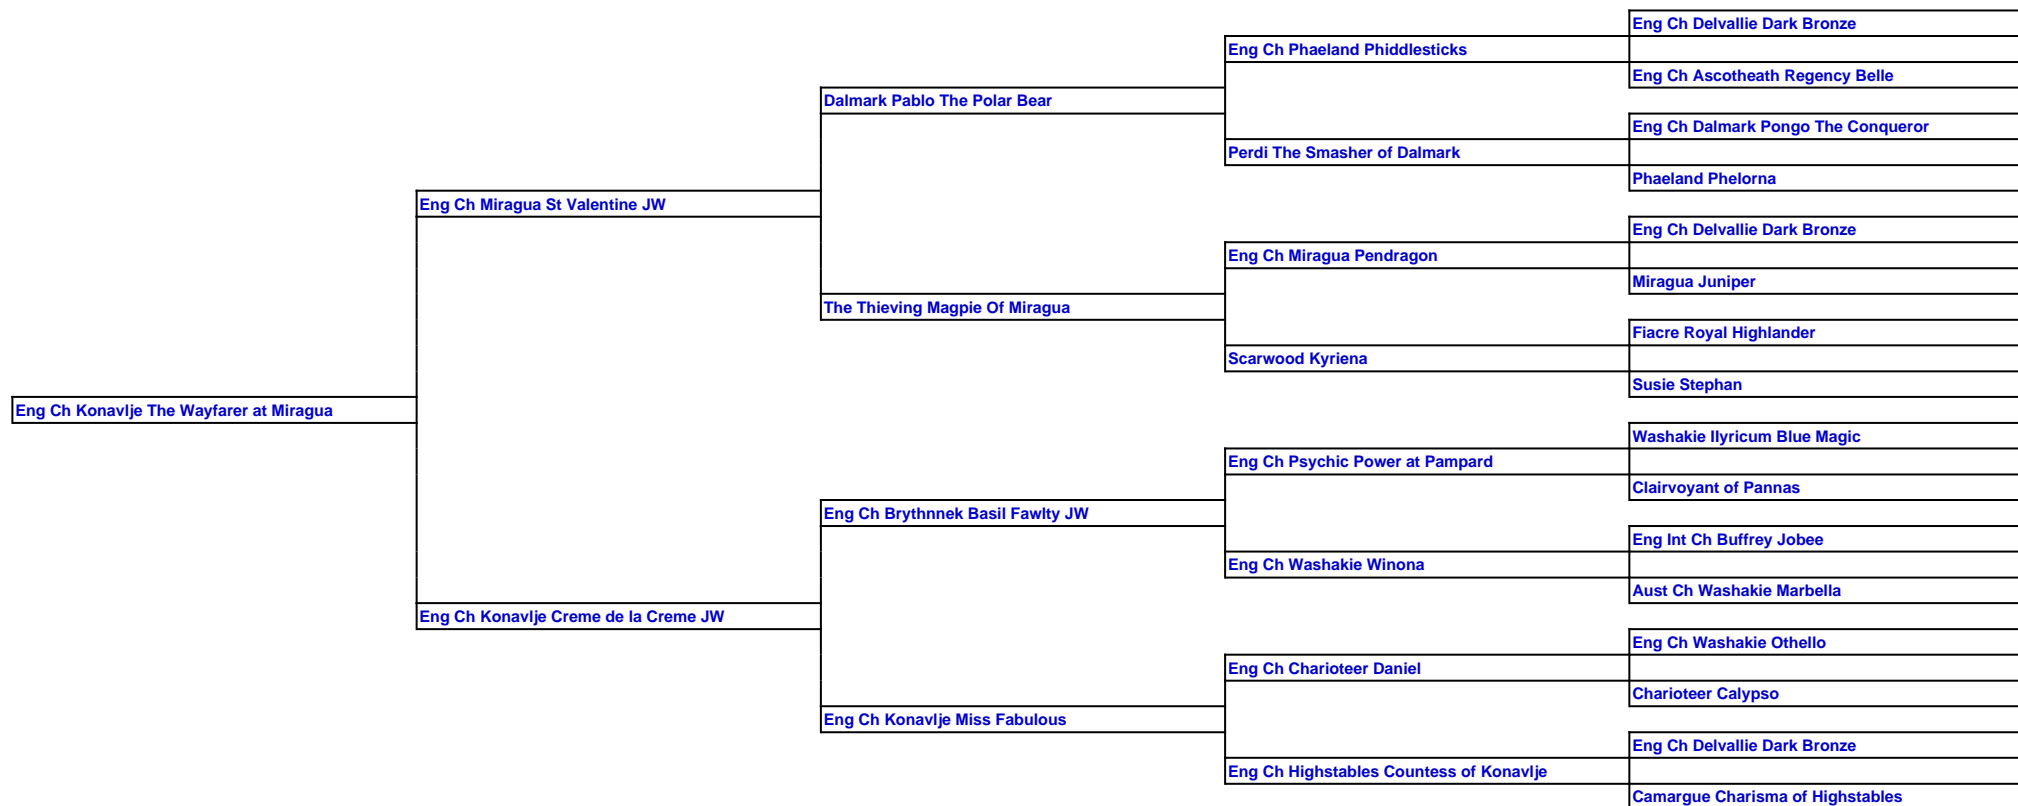 Eng Ch Delvallie Dark Bronze
Eng Ch Phaeland Phiddlesticks
Eng Ch Ascotheath Regency Belle
Dalmark Pablo The Polar Bear
Eng Ch Dalmark Pongo The Conqueror
Perdi The Smasher of Dalmark
Phaeland Phelorna
Eng Ch Miragua St Valentine JW
Eng Ch Delvallie Dark Bronze
Eng Ch Miragua Pendragon
Miragua Juniper
The Thieving Magpie Of Miragua
Fiacre Royal Highlander
Scarwood Kyriena
Susie Stephan
Eng Ch Konavlje The Wayfarer at Miragua
Washakie Ilyricum Blue Magic
Eng Ch Psychic Power at Pampard
Clairvoyant of Pannas
Eng Ch Brythnnek Basil Fawlty JW
Eng Int Ch Buffrey Jobee
Eng Ch Washakie Winona
Aust Ch Washakie Marbella
Eng Ch Konavlje Creme de la Creme JW
Eng Ch Washakie Othello
Eng Ch Charioteer Daniel
Charioteer Calypso
Eng Ch Konavlje Miss Fabulous
Eng Ch Delvallie Dark Bronze
Eng Ch Highstables Countess of Konavlje
Camargue Charisma of Highstables